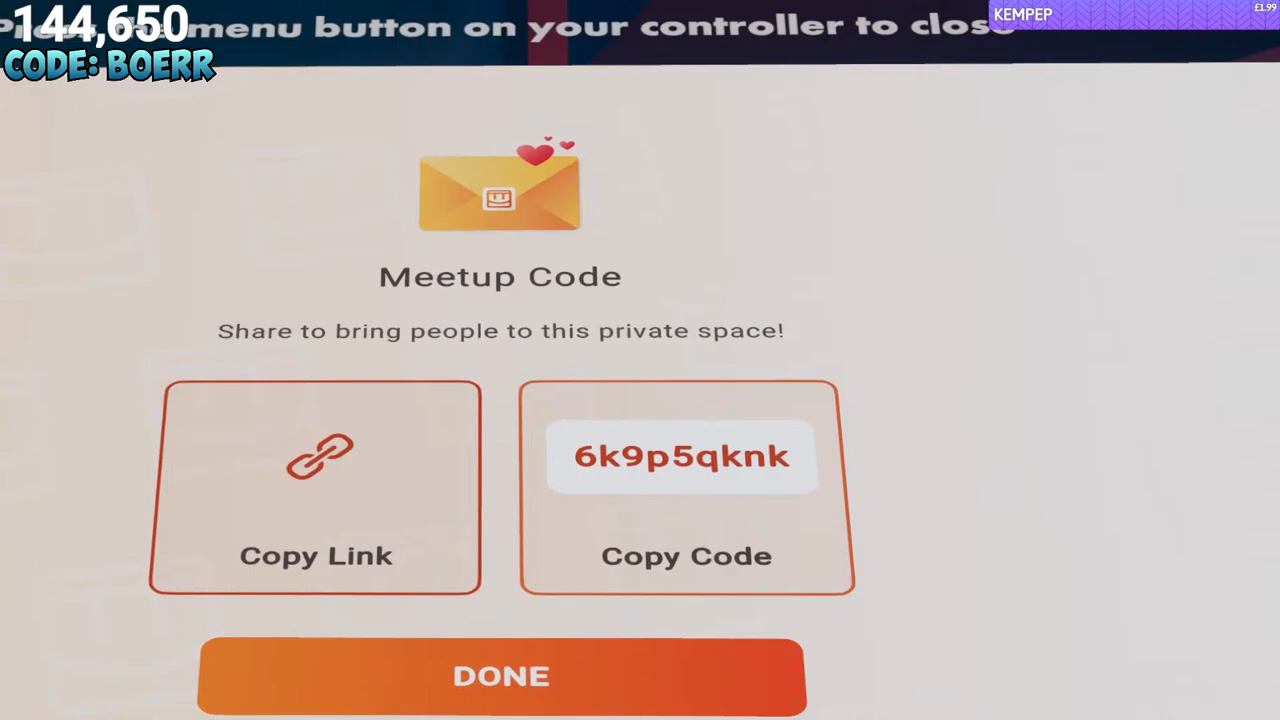 144,650
menu button on your controller to
CODE: BOERR
KEMPEP
£1.99
Meetup Code
Share to bring people to this private space!
6k9p5qknk
Copy Link
Copy Code
DONE